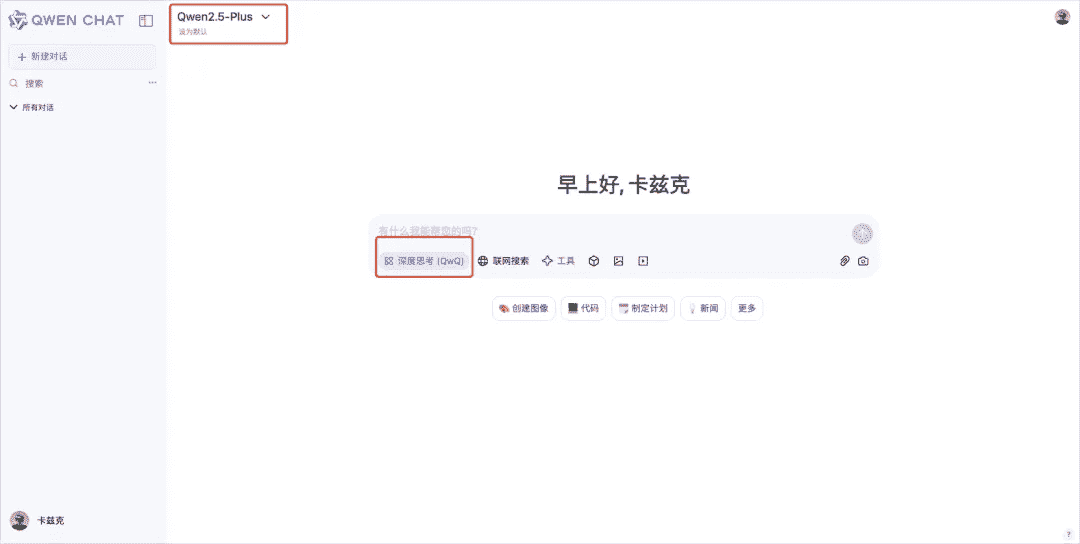 QWEN CHAT
Qwen2.5-Plus
设为默认
新建对话
搜索
所有对话
早上好, 卡兹克
有什么我能帮您的吗?
深度思考 (QwQ)
联网搜索
工具
创建图像
代码
制定计划
新闻
更多
卡兹克
?